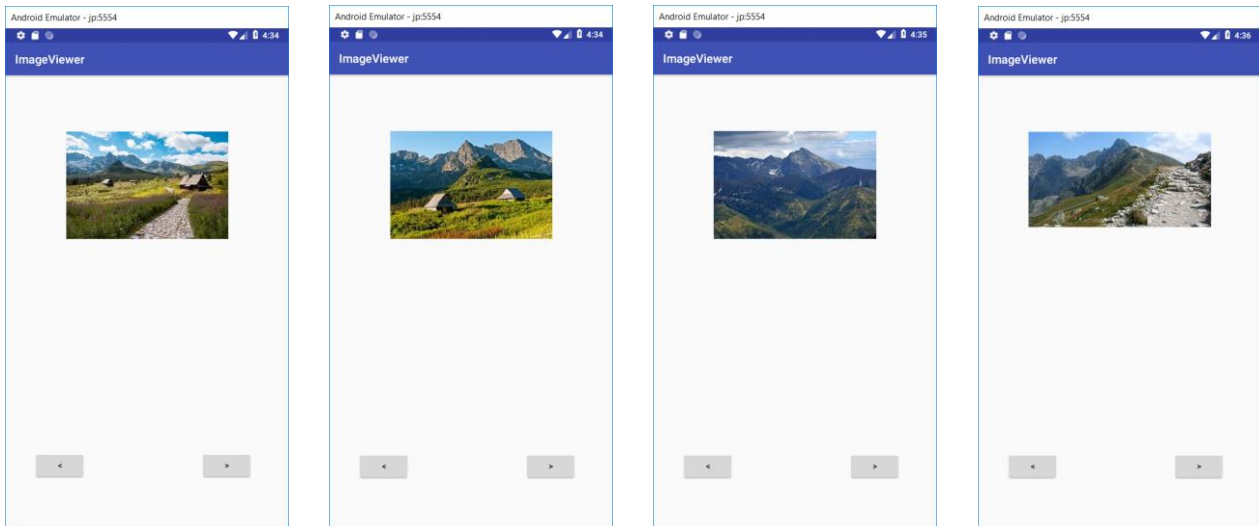 Android Emulator - jp:5554
4:34
ImageViewer
<
>
Android Emulator - jp:5554
4:34
ImageViewer
<
>
Android Emulator - jp:5554
4:35
ImageViewer
<
>
Android Emulator - jp:5554
4:36
ImageViewer
<
>